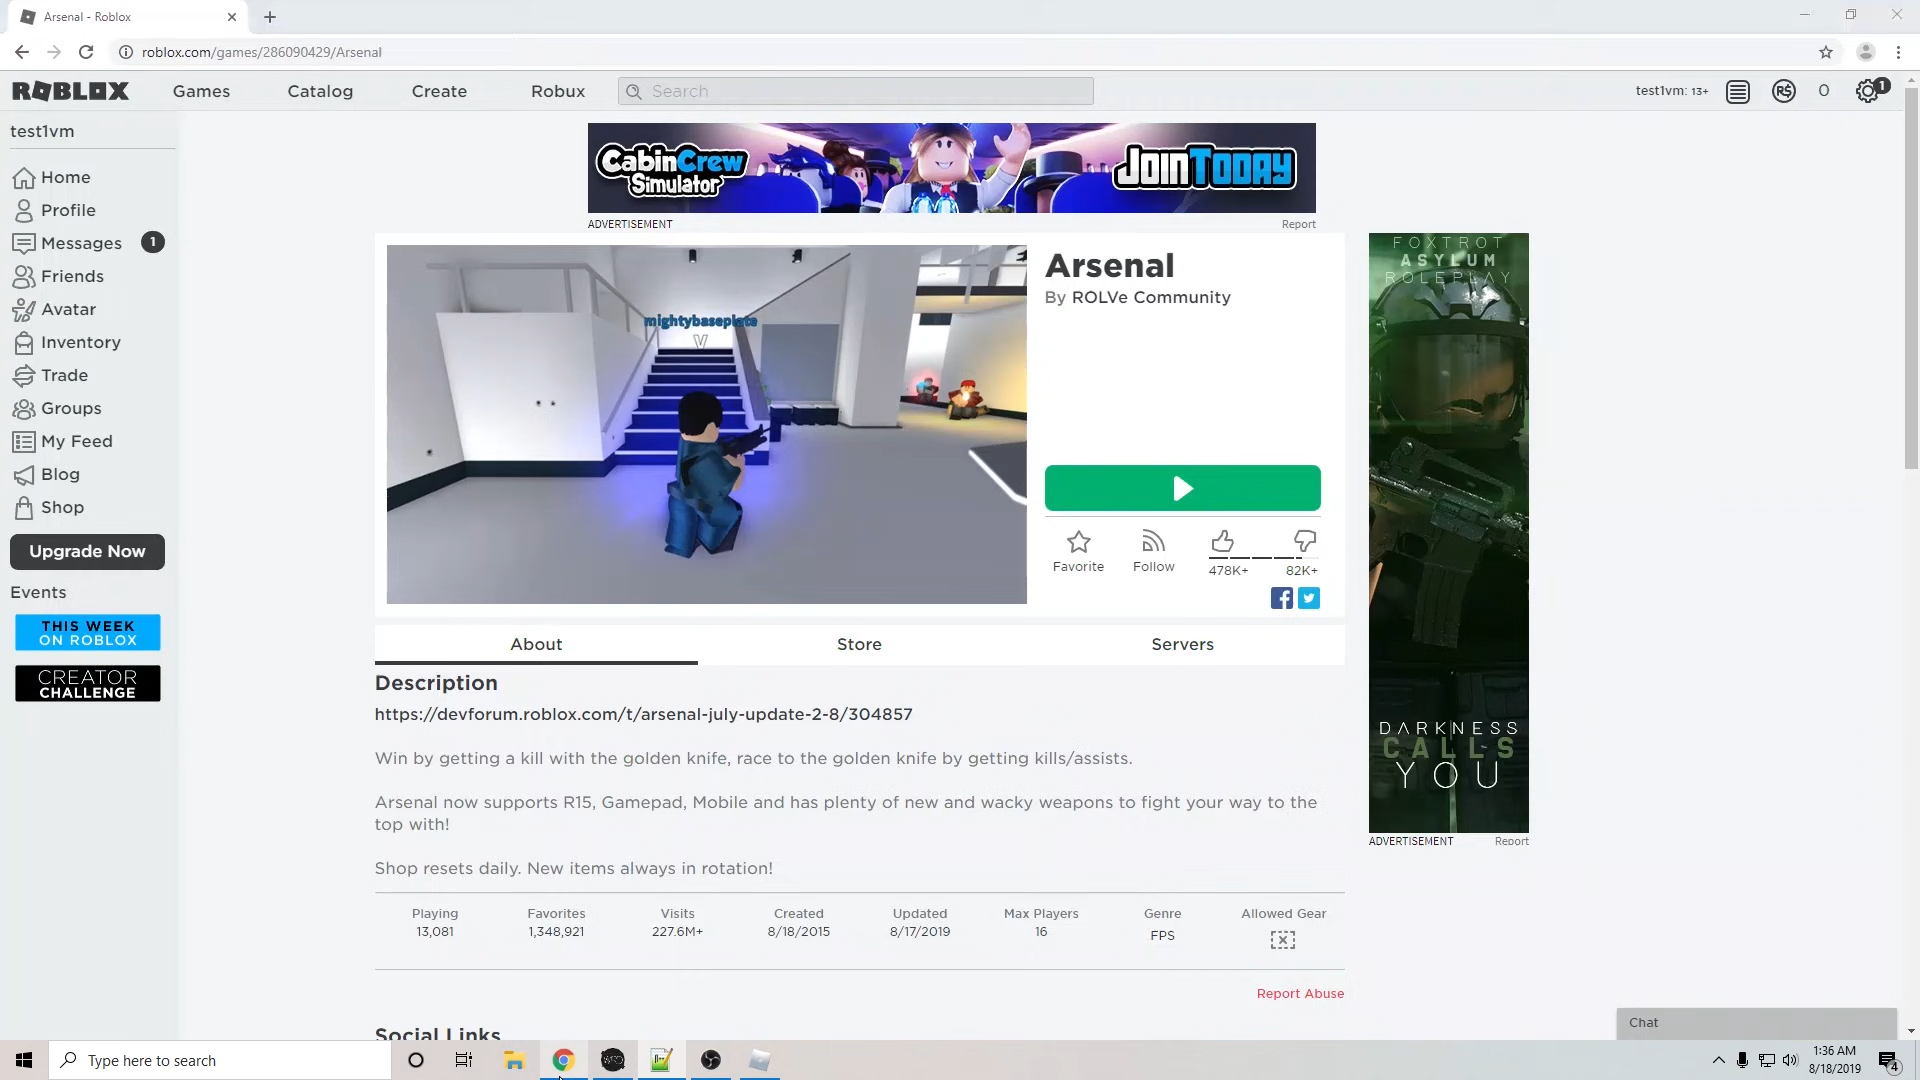 Arsenal - Roblox
roblox.com/games/286090429/Arsenal
ROBLOX
Games
Catalog
Create
Robux
Search
test1vm: 13+
0
1
test1vm
Home
Profile
Messages
1
Friends
Avatar
Inventory
Trade
Groups
My Feed
Blog
Shop
Upgrade Now
Events
THIS WEEK
ON ROBLOX
CREATOR
CHALLENGE
CabinCrew
Simulator
JoinToday
ADVERTISEMENT
Report
mightybaseplate
Arsenal
By ROLVe Community
Favorite
Follow
478K+
82K+
About
Store
Servers
Description
https://devforum.roblox.com/t/arsenal-july-update-2-8/304857
Win by getting a kill with the golden knife, race to the golden knife by getting kills/assists.
Arsenal now supports R15, Gamepad, Mobile and has plenty of new and wacky weapons to fight your way to the
top with!
Shop resets daily. New items always in rotation!
Playing
Favorites
Visits
Created
Updated
Max Players
Genre
Allowed Gear
13,081
1,348,921
227.6M+
8/18/2015
8/17/2019
16
FPS
Report Abuse
Social Links
FOXTROT
ASYLUM
ROLEPLAY
DARKNESS
CALLS
YOU
ADVERTISEMENT
Report
Chat
Type here to search
1:36 AM
8/18/2019
4